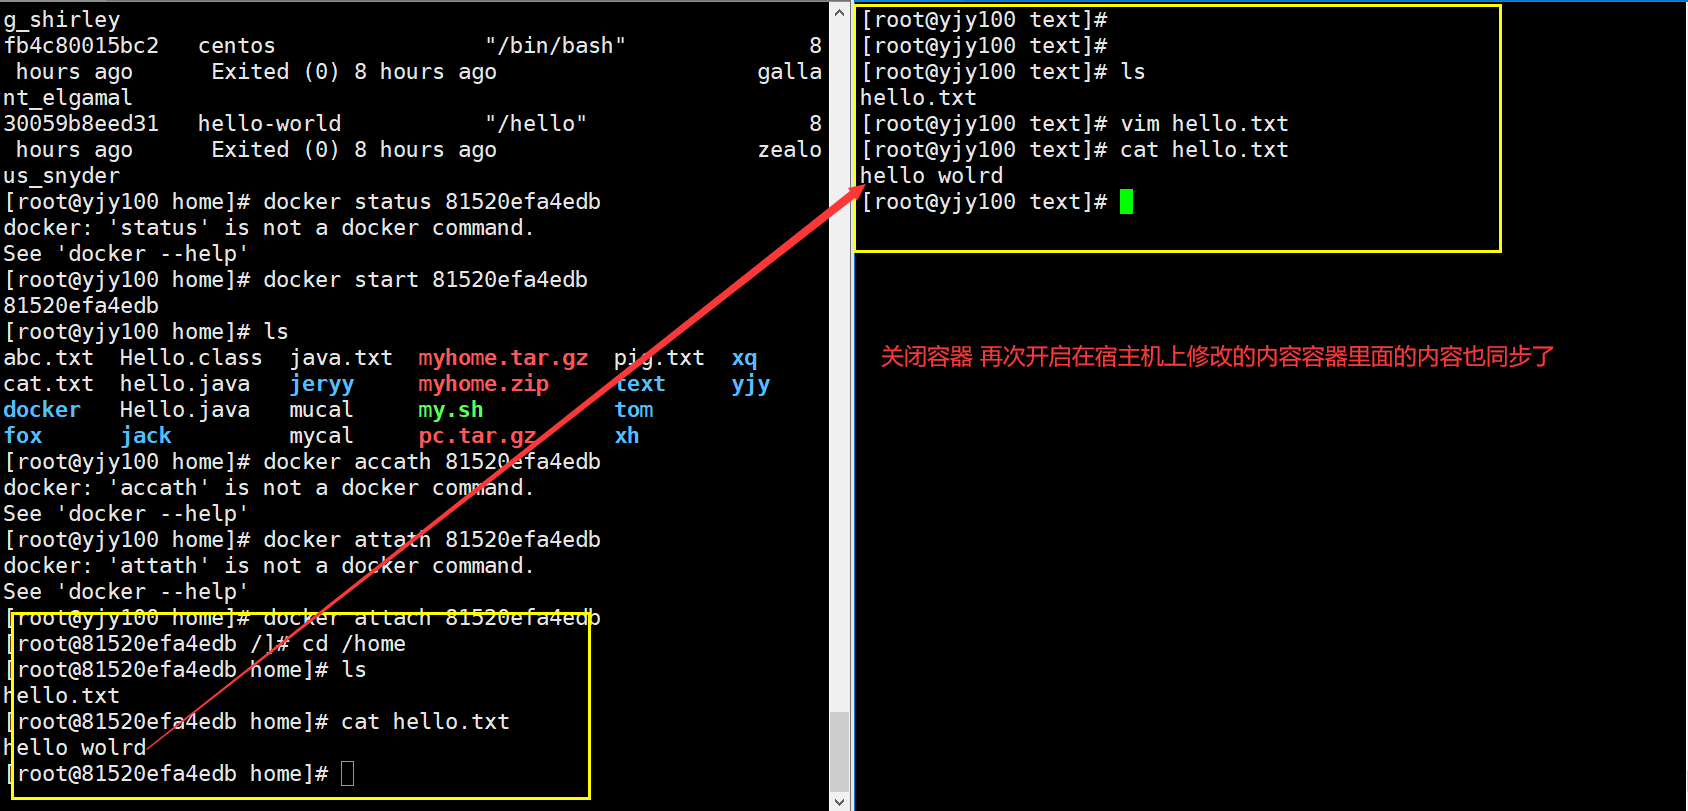 g_shirley
fb4c80015bc2   centos                "/bin/bash"              8
 hours ago      Exited (0) 8 hours ago                    galla
nt_elgamal
30059b8eed31   hello-world           "/hello"                 8
 hours ago      Exited (0) 8 hours ago                    zealo
us_snyder
[root@yjy100 home]# docker status 81520efa4edb
docker: 'status' is not a docker command.
See 'docker --help'
[root@yjy100 home]# docker start 81520efa4edb
81520efa4edb
[root@yjy100 home]# ls
abc.txt  Hello.class  java.txt  myhome.tar.gz  pig.txt  xq
cat.txt  hello.java   jeryy     myhome.zip     text     yjy
docker   Hello.java   mucal     my.sh          tom
fox      jack         mycal     pc.tar.gz      xh
[root@yjy100 home]# docker accath 81520efa4edb
docker: 'accath' is not a docker command.
See 'docker --help'
[root@yjy100 home]# docker attath 81520efa4edb
docker: 'attath' is not a docker command.
See 'docker --help'
[root@yjy100 home]# docker attach 81520efa4edb
[root@81520efa4edb /]# cd /home
[root@81520efa4edb home]# ls
hello.txt
[root@81520efa4edb home]# cat hello.txt
hello wolrd
[root@81520efa4edb home]#
[root@yjy100 text]#
[root@yjy100 text]#
[root@yjy100 text]# ls
hello.txt
[root@yjy100 text]# vim hello.txt
[root@yjy100 text]# cat hello.txt
hello wolrd
[root@yjy100 text]#
关闭容器 再次开启在宿主机上修改的内容容器里面的内容也同步了